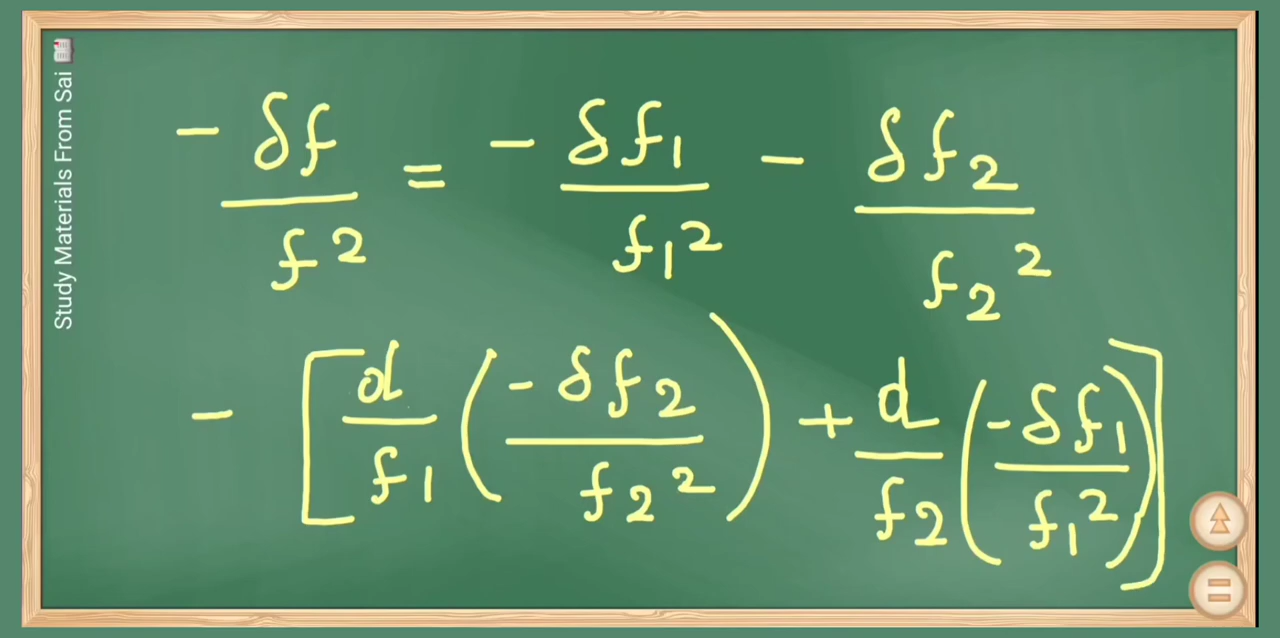 Study Materials From Sai
- δf/f² = - δf₁/f₁² - δf₂/f₂²
- [d/f₁ (- δf₂/f₂²) + d/f₂ (- δf₁/f₁²)]